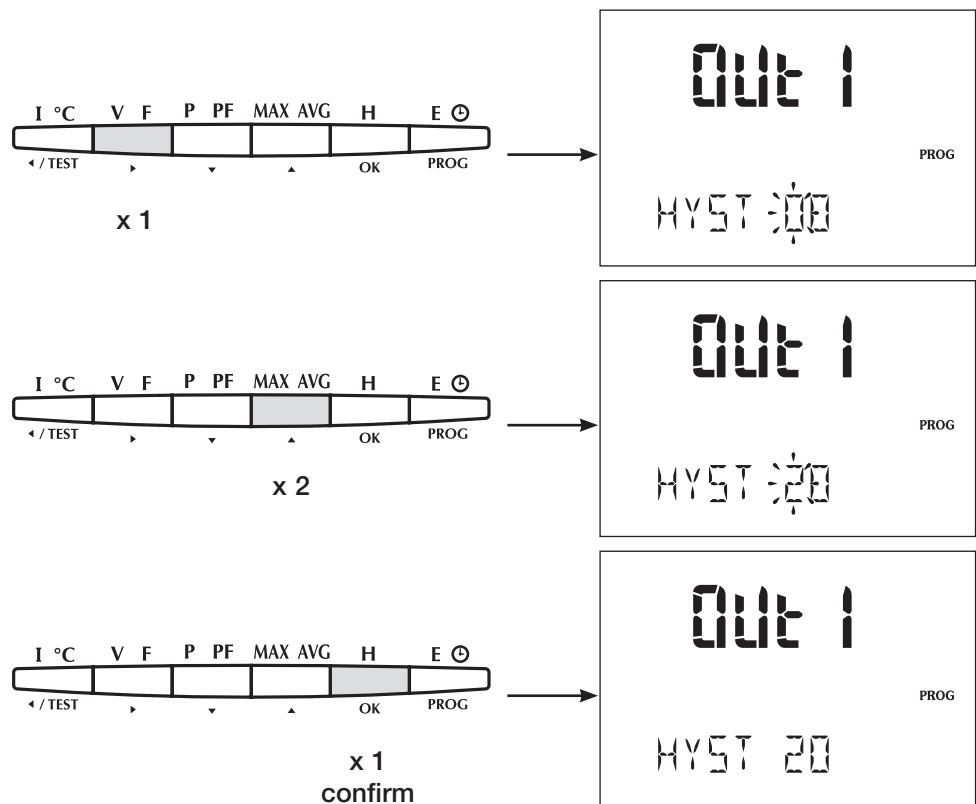 OUt 1
I °C V F P PF MAX AVG H E
/ TEST OK PROG
PROG
x 1
HYST 00
OUt 1
I °C V F P PF MAX AVG H E
/ TEST OK PROG
PROG
x 2
HYST 20
OUt 1
I °C V F P PF MAX AVG H E
/ TEST OK PROG
PROG
x 1
confirm
HYST 20